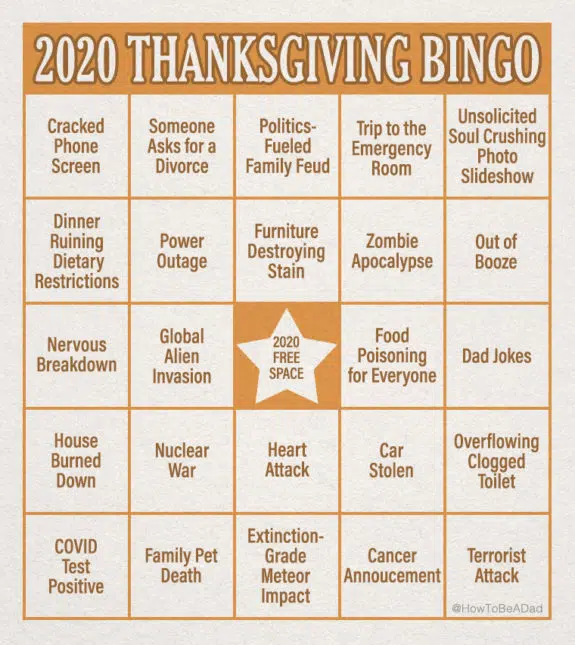 2020 THANKSGIVING BINGO
Cracked
Phone
Screen
Someone
Asks for a
Divorce
Politics-
Fueled
Family Feud
Trip to the
Emergency
Room
Unsolicited
Soul Crushing
Photo
Slideshow
Dinner
Ruining
Dietary
Restrictions
Power
Outage
Furniture
Destroying
Stain
Zombie
Apocalypse
Out of
Booze
Nervous
Breakdown
Global
Alien
Invasion
2020
FREE
SPACE
Food
Poisoning
for Everyone
Dad Jokes
House
Burned
Down
Nuclear
War
Heart
Attack
Car
Stolen
Overflowing
Clogged
Toilet
COVID
Test
Positive
Family Pet
Death
Extinction-
Grade
Meteor
Impact
Cancer
Annoucement
Terrorist
Attack
@HowToBeADad